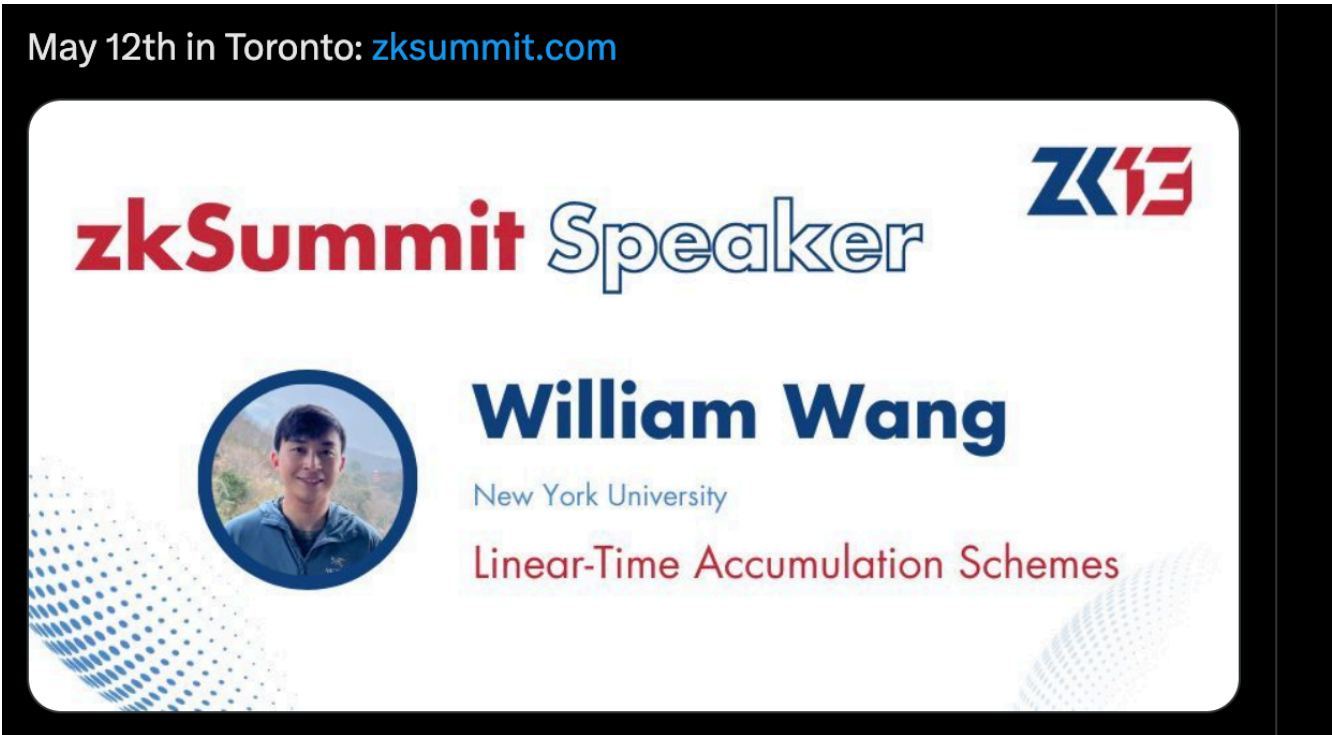 May 12th in Toronto: zksummit.com
ZK13
zkSummit Speaker
William Wang
New York University
Linear-Time Accumulation Schemes